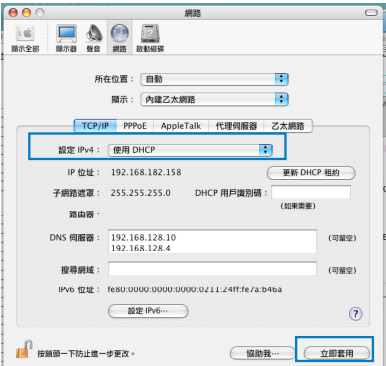 網路
顯示全部 顯示器 聲音 網路 啟動磁碟
所在位置： 自動
顯示： 內建乙太網路
TCP/IP PPPoE AppleTalk 代理伺服器 乙太網路
設定 IPv4： 使用 DHCP
IP 位址： 192.168.182.158 更新 DHCP 租約
子網路遮罩： 255.255.255.0 DHCP 用戶識別碼：
(如果需要)
路由器：
DNS 伺服器： 192.168.128.10 (可留空)
192.168.128.4
搜尋網域： (可留空)
IPv6 位址： fe80:0000:0000:0000:0211:24ff:fe7a:b46a
設定 IPv6⋯ ?
按鎖頭一下防止進一步更改。 協助我⋯ 立即套用